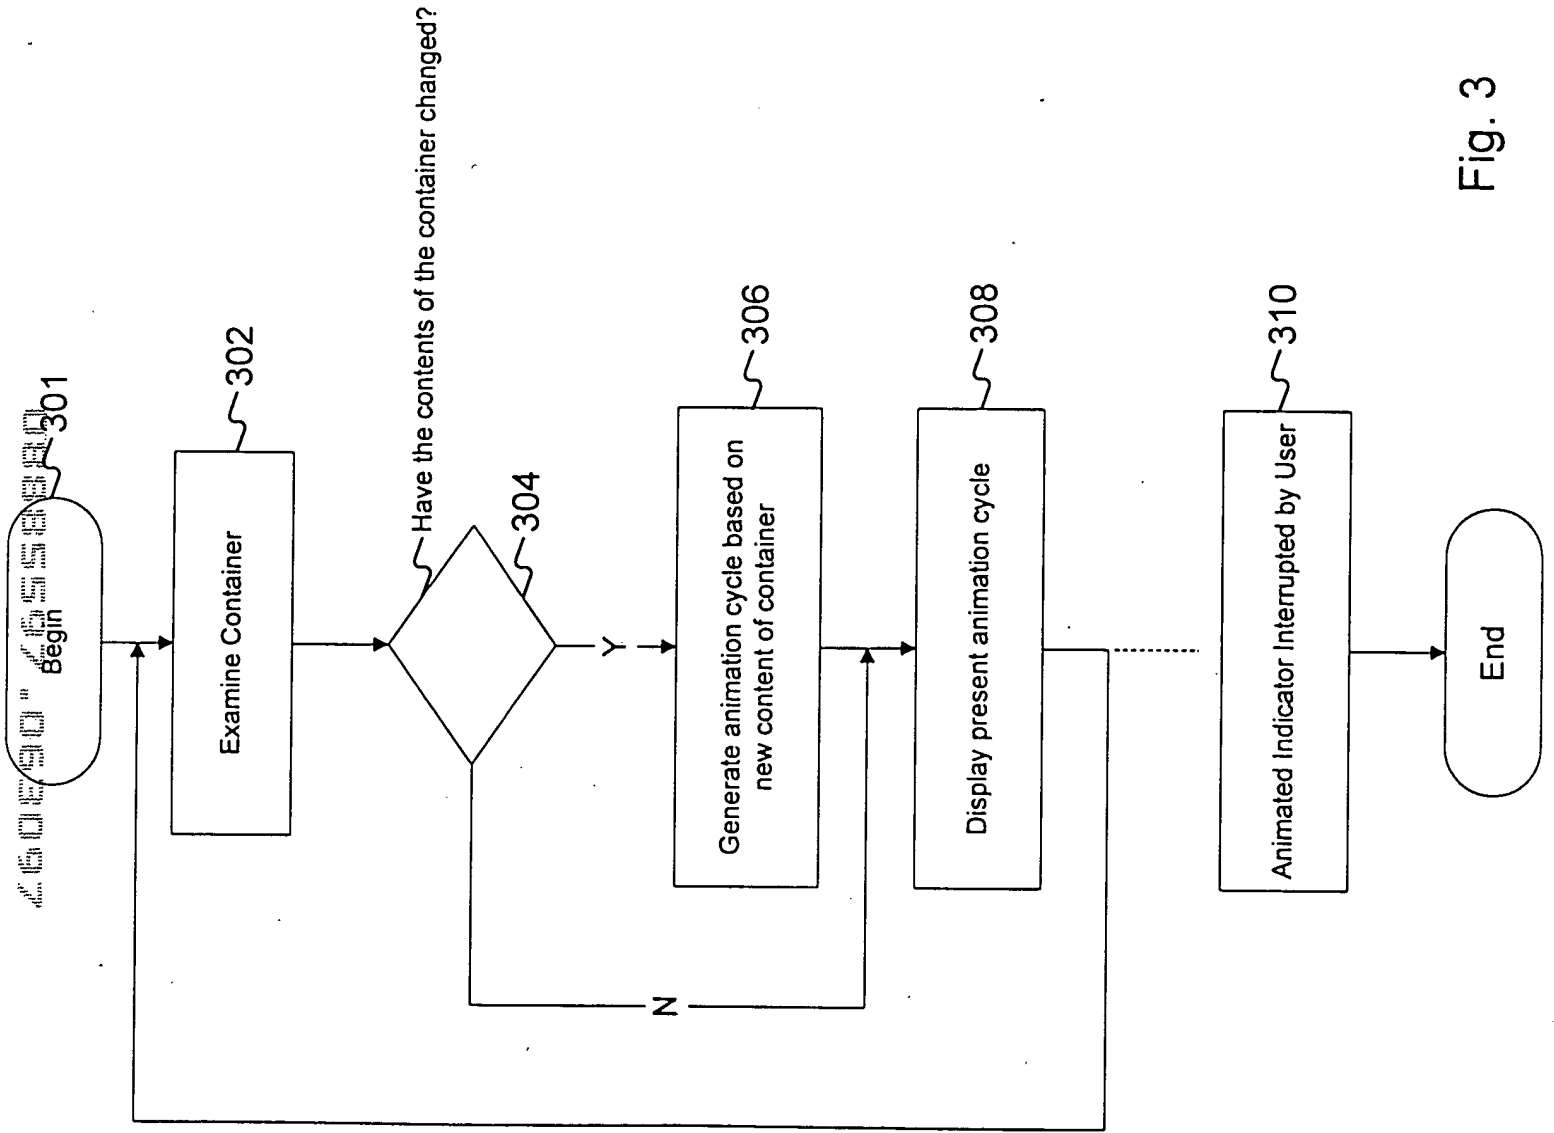 Begin
301
Examine Container
302
Have the contents of the container changed?
304
Y
N
Generate animation cycle based on
new content of container
306
Display present animation cycle
308
Animated Indicator Interrupted by User
310
End
Fig. 3